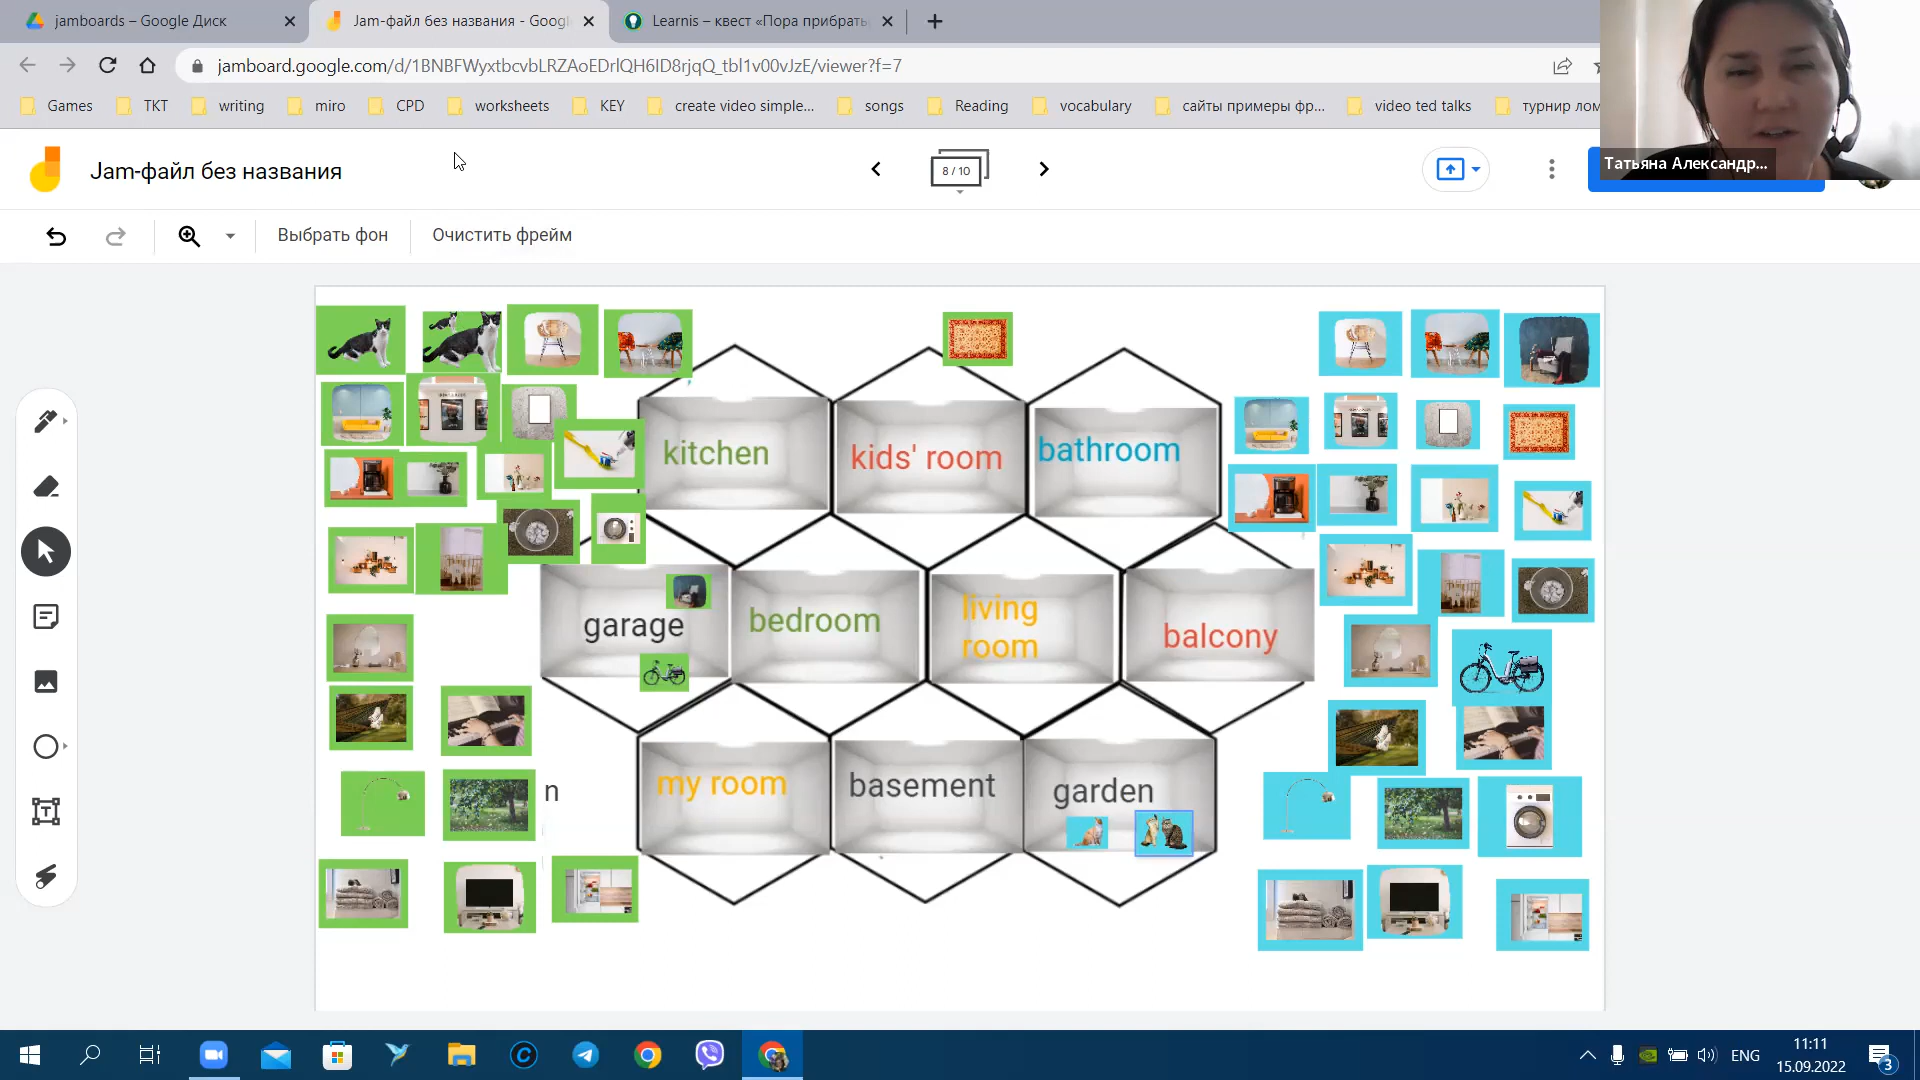 jamboards – Google Диск
Jam-файл без названия - Googl
Learnis – квест «Пора прибрать
jamboard.google.com/d/1BNBFWyxtbcvbLRZAoEDrlQH6ID8rjqQ_tbl1v00vJzE/viewer?f=7
Games TKT writing miro CPD worksheets KEY create video simple... songs Reading vocabulary сайты примеры фр... video ted talks турнир лом
Татьяна Александр...
Jam-файл без названия
8 / 10
Выбрать фон Очистить фрейм
kitchen
kids' room
bathroom
garage
bedroom
living
room
balcony
n
my room
basement
garden
ENG
11:11
15.09.2022
3